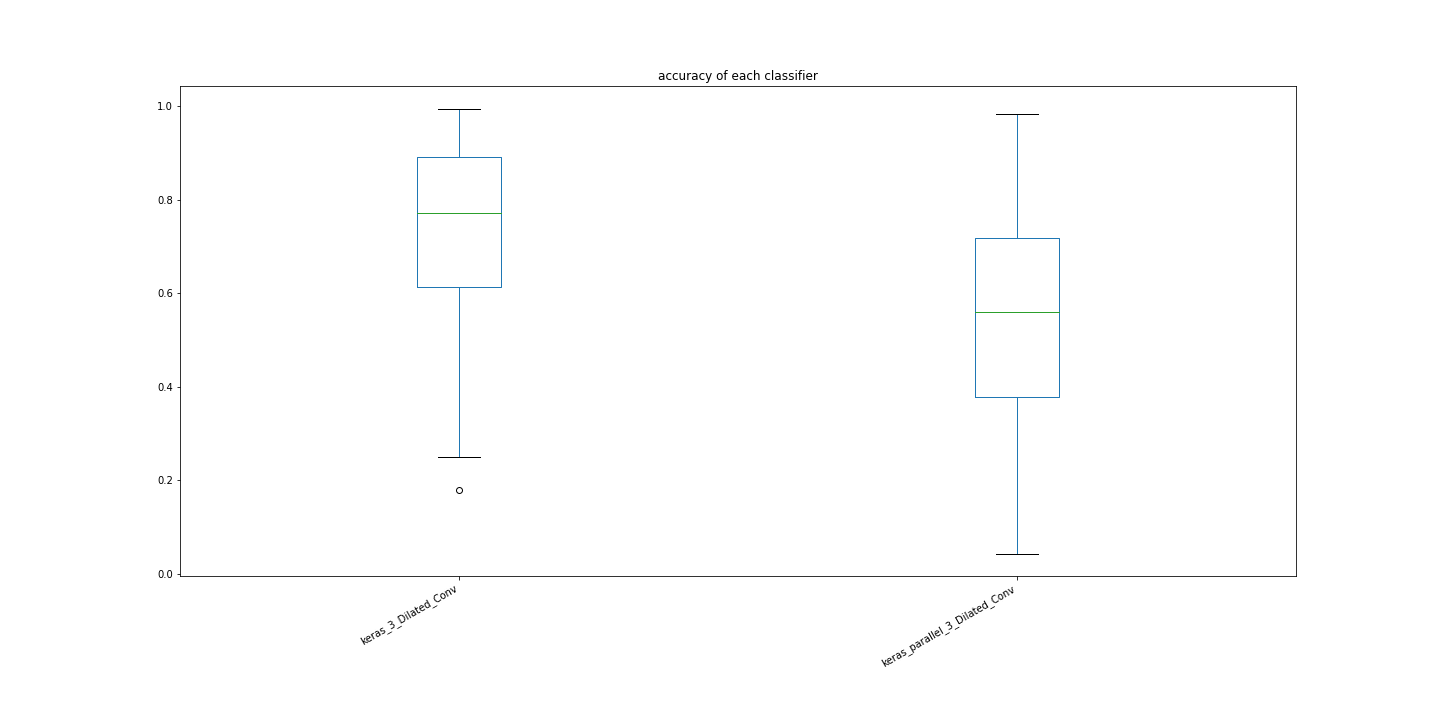 accuracy of each classifier
1.0
0.8
0.6
0.4
0.2
0.0
keras_3_Dilated_Conv
keras_parallel_3_Dilated_Conv